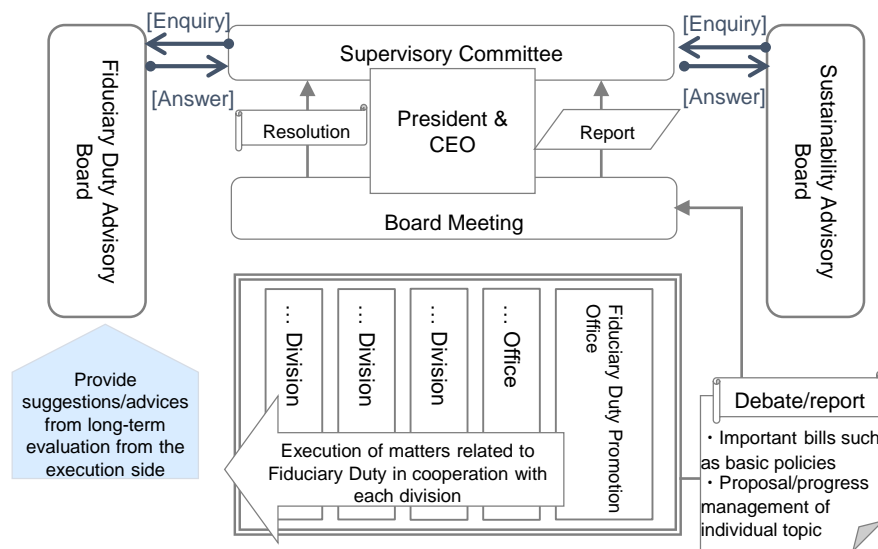 [Enquiry]
[Enquiry]
Supervisory Committee
[Answer]
[Answer]
Fiduciary Duty Advisory
Board
Sustainability Advisory
Board
Resolution
President &
CEO
Report
Board Meeting
… Division
… Division
… Division
… Office
Fiduciary Duty Promotion
Office
Provide
suggestions/advices
from long-term
evaluation from the
execution side
Execution of matters related to
Fiduciary Duty in cooperation with
each division
Debate/report
・Important bills such
as basic policies
・Proposal/progress
management of
individual topic